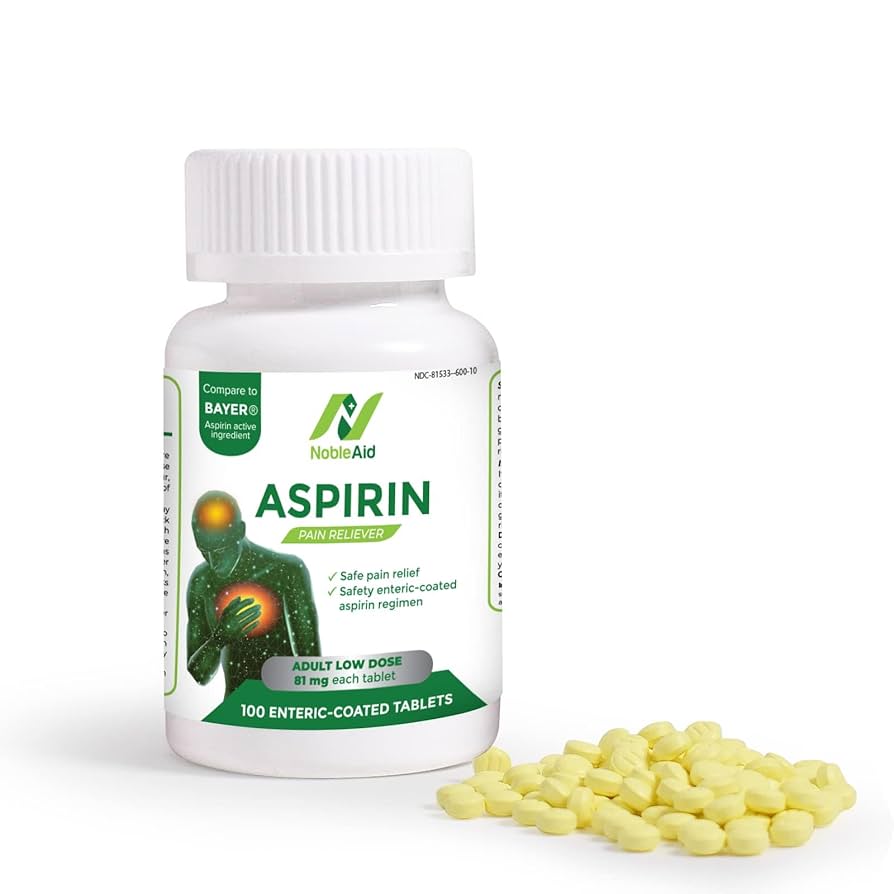 NDC-81533--600-10
Compare to
BAYER®
Aspirin active
ingredient
NobleAid
ASPIRIN
PAIN RELIEVER
✓ Safe pain relief
✓ Safety enteric-coated
aspirin regimen
ADULT LOW DOSE
81 mg each tablet
100 ENTERIC-COATED TABLETS